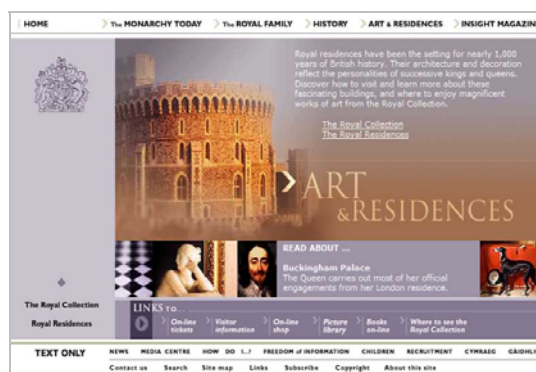 HOME The MONARCHY TODAY The ROYAL FAMILY HISTORY ART & RESIDENCES INSIGHT MAGAZINE
Royal residences have been the setting for nearly 1,000
years of British history. Their architecture and decoration
reflect the personalities of successive kings and queens.
Discover how to visit and learn more about these
fascinating buildings, and where to enjoy magnificent
works of art from the Royal Collection.
The Royal Collection
The Royal Residences
ART
& RESIDENCES
READ ABOUT ...
Buckingham Palace
The Queen carries out most of her official
engagements from her London residence.
The Royal Collection
Royal Residences
LINKS TO...
On-line tickets
Visitor information
On-line shop
Picture library
Books on-line
Where to see the Royal Collection
TEXT ONLY
NEWS MEDIA CENTRE HOW DO I...? FREEDOM of INFORMATION CHILDREN RECRUITMENT CYMRAEG GÀIDHLI
Contact us Search Site map Links Subscribe Copyright About this site